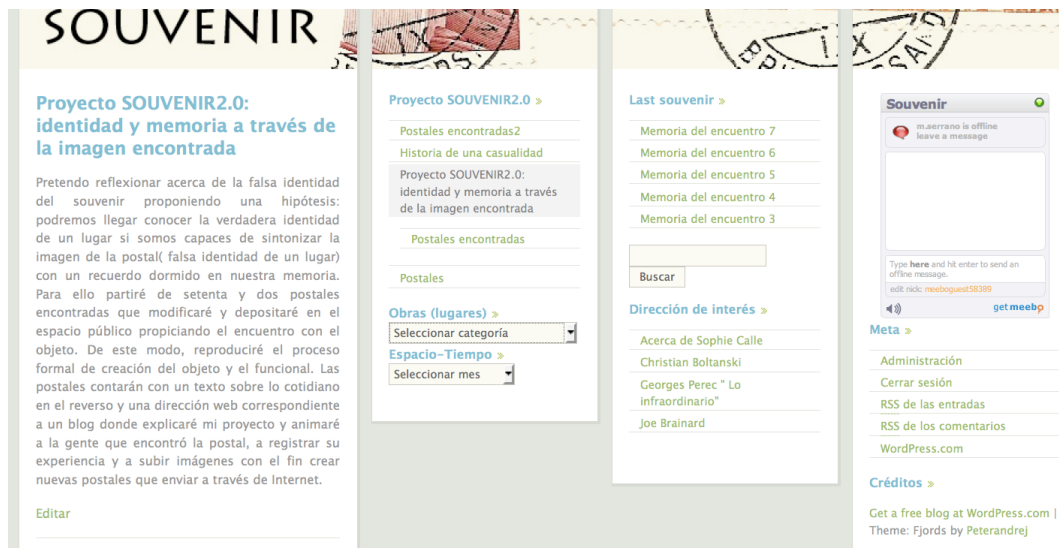 SOUVENIR
Proyecto SOUVENIR2.0:
identidad y memoria a través de
la imagen encontrada
Pretendo reflexionar acerca de la falsa identidad
del souvenir proponiendo una hipótesis:
podremos llegar conocer la verdadera identidad
de un lugar si somos capaces de sintonizar la
imagen de la postal( falsa identidad de un lugar)
con un recuerdo dormido en nuestra memoria.
Para ello partiré de setenta y dos postales
encontradas que modificaré y depositaré en el
espacio público propiciando el encuentro con el
objeto. De este modo, reproduciré el proceso
formal de creación del objeto y el funcional. Las
postales contarán con un texto sobre lo cotidiano
en el reverso y una dirección web correspondiente
a un blog donde explicaré mi proyecto y animaré
a la gente que encontró la postal, a registrar su
experiencia y a subir imágenes con el fin crear
nuevas postales que enviar a través de Internet.
Editar
Proyecto SOUVENIR2.0 »
Postales encontradas2
Historia de una casualidad
Proyecto SOUVENIR2.0:
identidad y memoria a través
de la imagen encontrada
Postales encontradas
Postales
Obras (lugares) »
Seleccionar categoría
Espacio-Tiempo »
Seleccionar mes
Last souvenir »
Memoria del encuentro 7
Memoria del encuentro 6
Memoria del encuentro 5
Memoria del encuentro 4
Memoria del encuentro 3
Buscar
Dirección de interés »
Acerca de Sophie Calle
Christian Boltanski
Georges Perec " Lo
infraordinario"
Joe Brainard
Souvenir
m.serrano is offline
leave a message
Type here and hit enter to send an
offline message.
edit nick: meeboguest58389
get meebo
Meta »
Administración
Cerrar sesión
RSS de las entradas
RSS de los comentarios
WordPress.com
Créditos »
Get a free blog at WordPress.com |
Theme: Fjords by Peterandrej